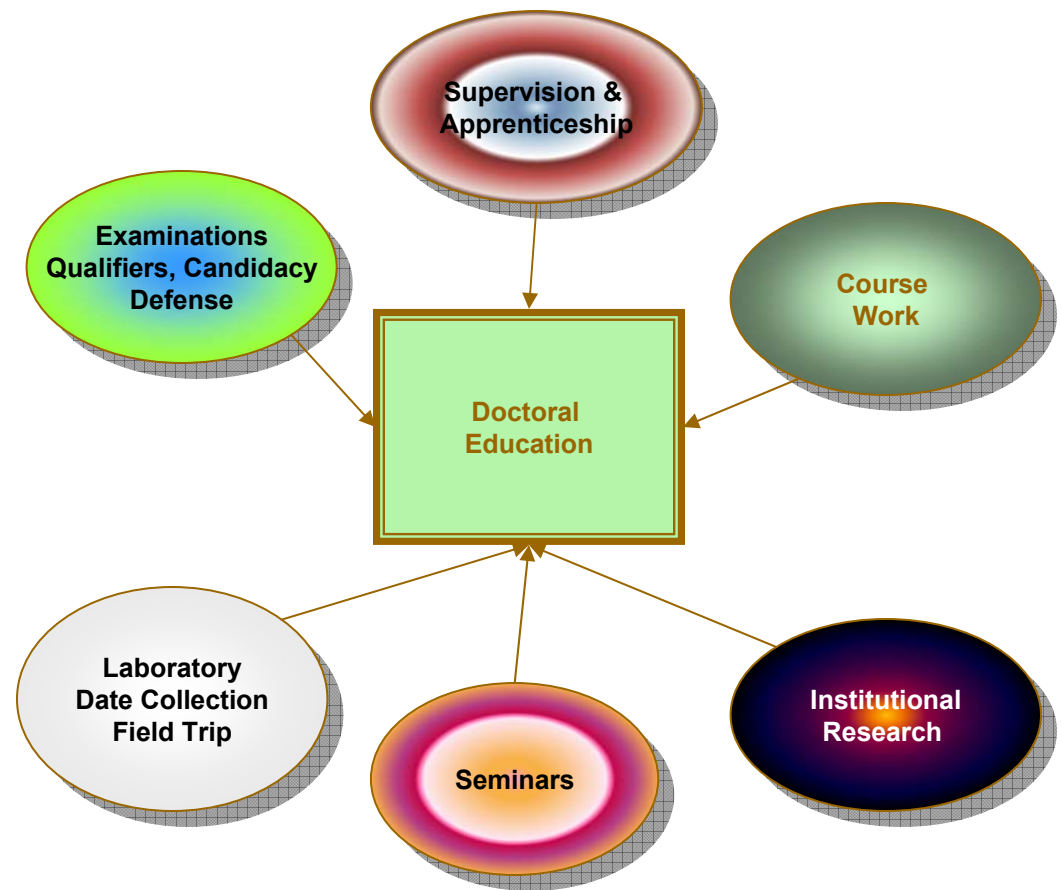 Supervision &
Apprenticeship
Examinations
Qualifiers, Candidacy
Defense
Course
Work
Doctoral
Education
Laboratory
Date Collection
Field Trip
Seminars
Institutional
Research